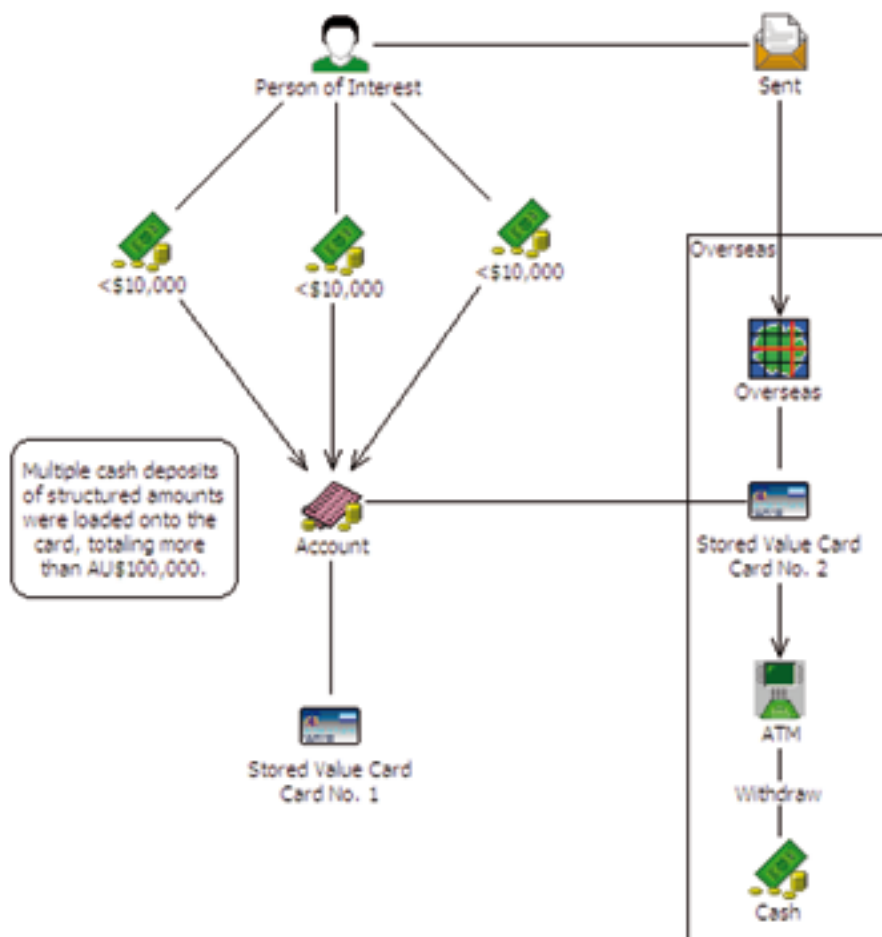 Person of Interest
Sent
<$10,000
<$10,000
<$10,000
Overseas
Overseas
Multiple cash deposits
of structured amounts
were loaded onto the
card, totaling more
than AU$100,000.
Account
Stored Value Card
Card No. 2
Stored Value Card
Card No. 1
ATM
Withdraw
Cash